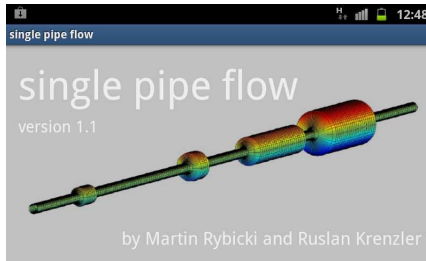 H
12:48
single pipe flow
single pipe flow
version 1.1
by Martin Rybicki and Ruslan Krenzler